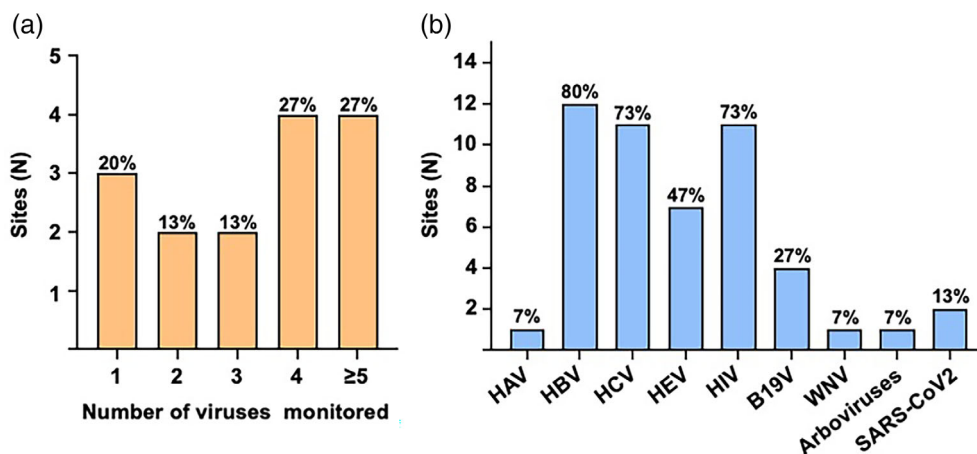 (a)
5
4
3
2
1
Sites (N)
20%
13%
13%
27%
27%
1 2 3 4 ≥5
Number of viruses monitored
(b)
14
12
10
8
6
4
2
Sites (N)
7%
80%
73%
47%
73%
27%
7%
7%
13%
HAV
HBV
HCV
HEV
HIV
B19V
WNV
Arboviruses
SARS-CoV2